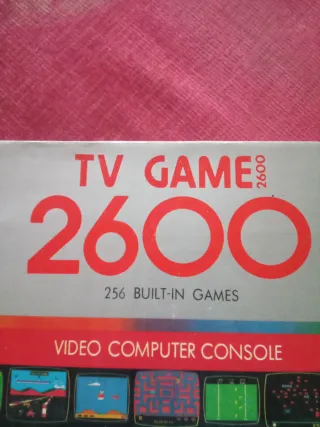 TV GAME 2600
2600
256 BUILT-IN GAMES
VIDEO COMPUTER CONSOLE